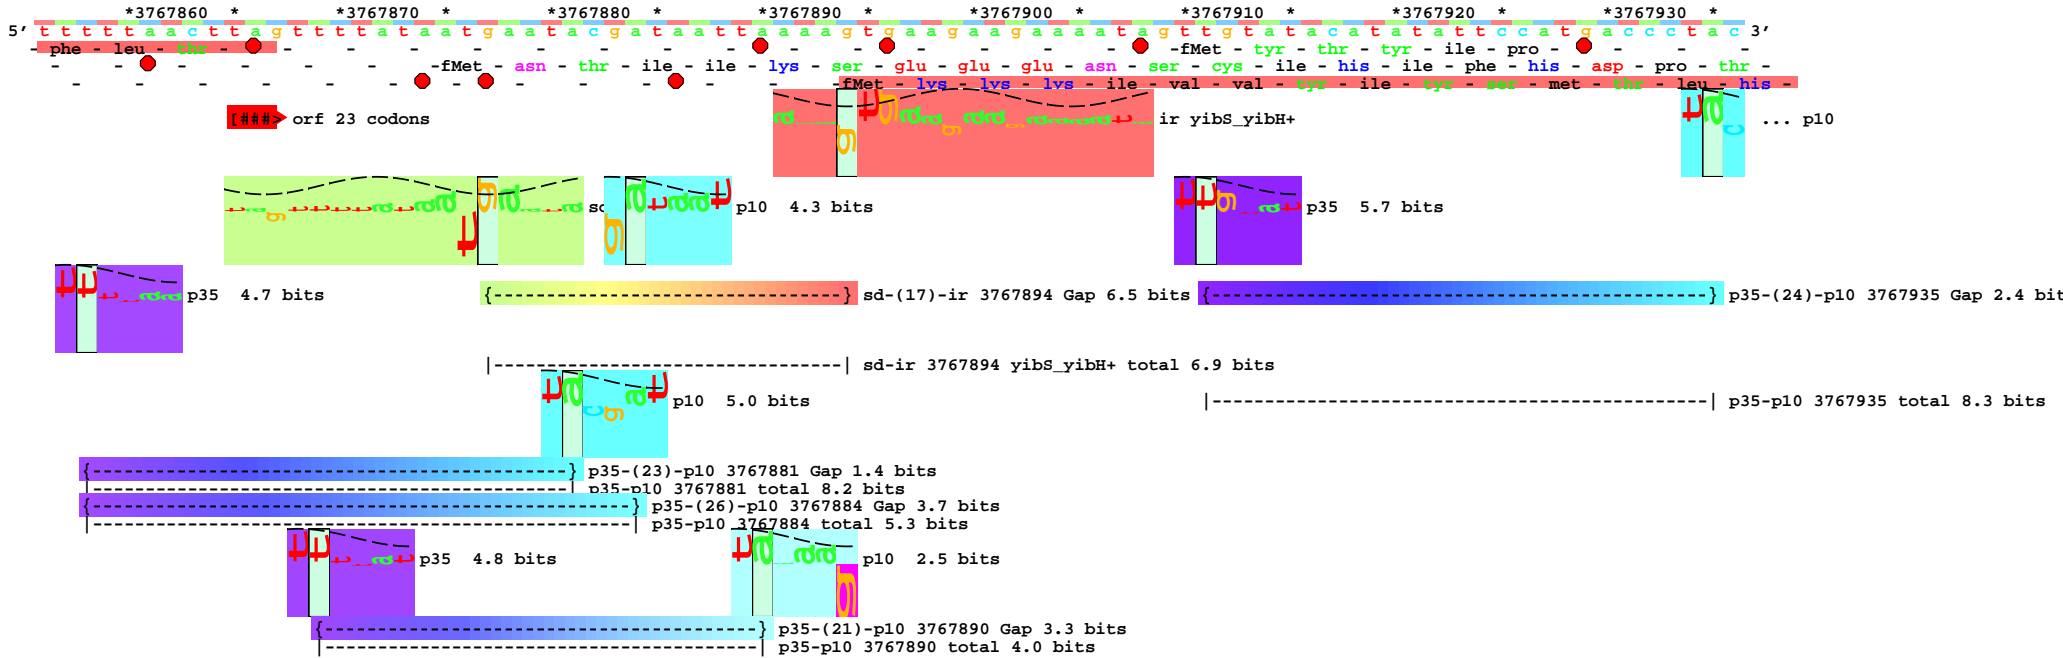 *3767860 * *3767870 * *3767880 * *3767890 * *3767900 * *3767910 * *3767920 * *3767930 *
5' t t t t t a a c t t a g t t t t a t a a t g a a t a c g a t a a t t a a a a g t g a a g a a g a a a a t a g t t g t a t a c a t a t a t t c c a t g a c c c t a c 3'
- phe - leu - thr - - - - - - - - - -fMet - tyr - thr - tyr - ile - pro - - - -
- - - - - - -fMet - asn - thr - ile - ile - lys - ser - glu - glu - glu - asn - ser - cys - ile - his - ile - phe - his - asp - pro - thr -
- - - - - - - - - -fMet - lys - lys - lys - ile - val - val - tyr - ile - tyr - ser - met - thr - leu - his -
[###> orf 23 codons
ir yibS_yibH+
... p10
p10 4.3 bits
p35 5.7 bits
p35 4.7 bits
{----------------} sd-(17)-ir 3767894 Gap 6.5 bits
{-----------------------} p35-(24)-p10 3767935 Gap 2.4 bit
|----------------| sd-ir 3767894 yibS_yibH+ total 6.9 bits
p10 5.0 bits
|-----------------------| p35-p10 3767935 total 8.3 bits
{----------------------} p35-(23)-p10 3767881 Gap 1.4 bits
|----------------------| p35-p10 3767881 total 8.2 bits
{-------------------------} p35-(26)-p10 3767884 Gap 3.7 bits
|-------------------------| p35-p10 3767884 total 5.3 bits
p35 4.8 bits
p10 2.5 bits
{--------------------} p35-(21)-p10 3767890 Gap 3.3 bits
|--------------------| p35-p10 3767890 total 4.0 bits